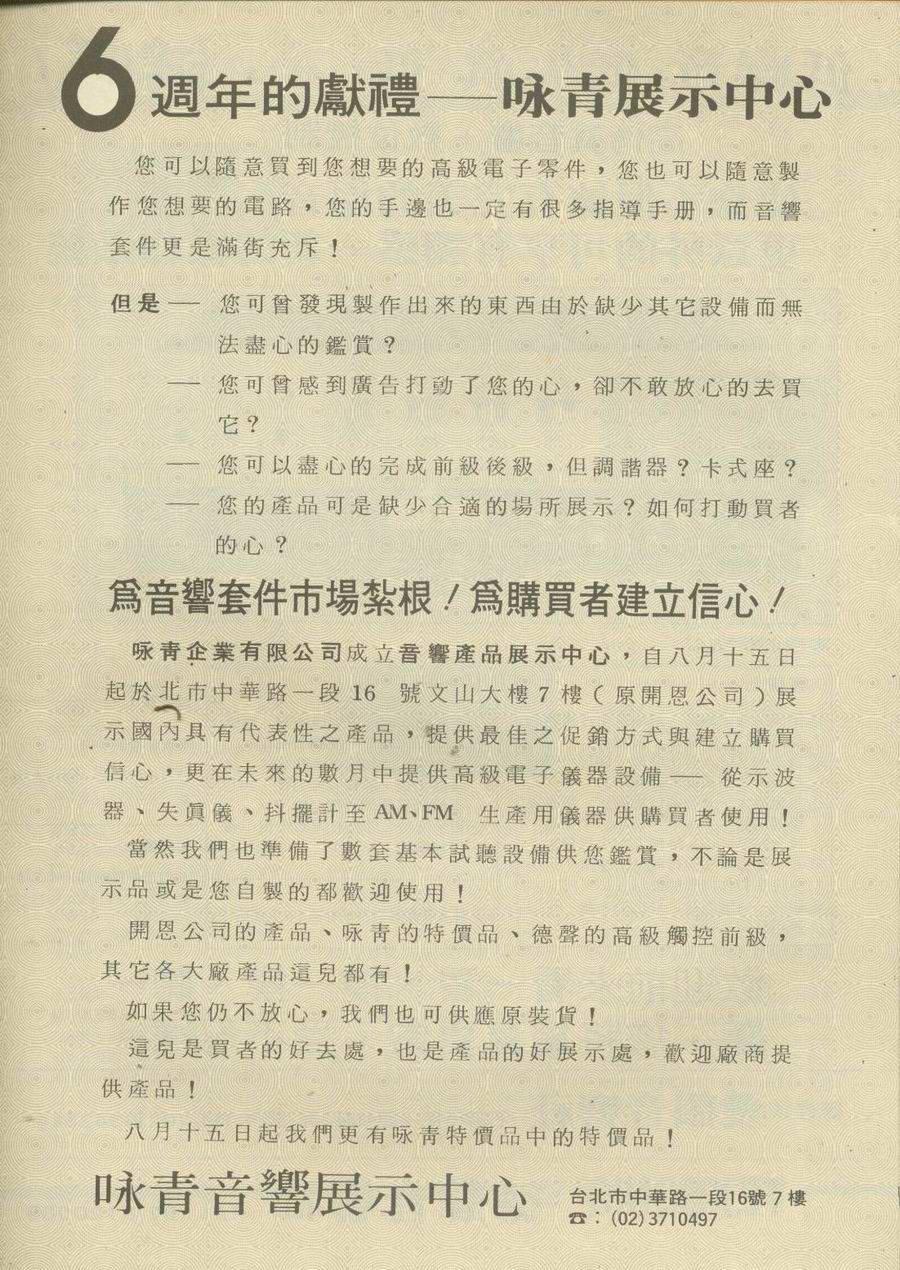 6週年的獻禮——咏青展示中心
您可以隨意買到您想要的高級電子零件，您也可以隨意製
作您想要的電路，您的手邊也一定有很多指導手册，而音響
套件更是滿街充斥！
但是── 您可曾發現製作出來的東西由於缺少其它設備而無
法盡心的鑑賞？
── 您可曾感到廣告打動了您的心，卻不敢放心的去買
它？
── 您可以盡心的完成前級後級，但調諧器？卡式座？
── 您的產品可是缺少合適的場所展示？如何打動買者
的心？
爲音響套件市場紮根！爲購買者建立信心！
咏青企業有限公司成立音響產品展示中心，自八月十五日
起於北市中華路一段16 號文山大樓7樓（原開恩公司）展
示國內具有代表性之產品，提供最佳之促銷方式與建立購買
信心，更在未來的數月中提供高級電子儀器設備── 從示波
器、失眞儀、抖擺計至AM、FM 生產用儀器供購買者使用！
當然我們也準備了數套基本試聽設備供您鑑賞，不論是展
示品或是您自製的都歡迎使用！
開恩公司的產品、咏青的特價品、德聲的高級觸控前級，
其它各大廠產品這兒都有！
如果您仍不放心，我們也可供應原裝貨！
這兒是買者的好去處，也是產品的好展示處，歡迎廠商提
供產品！
八月十五日起我們更有咏青特價品中的特價品！
咏青音響展示中心
台北市中華路一段16號7樓
☎：(02)3710497